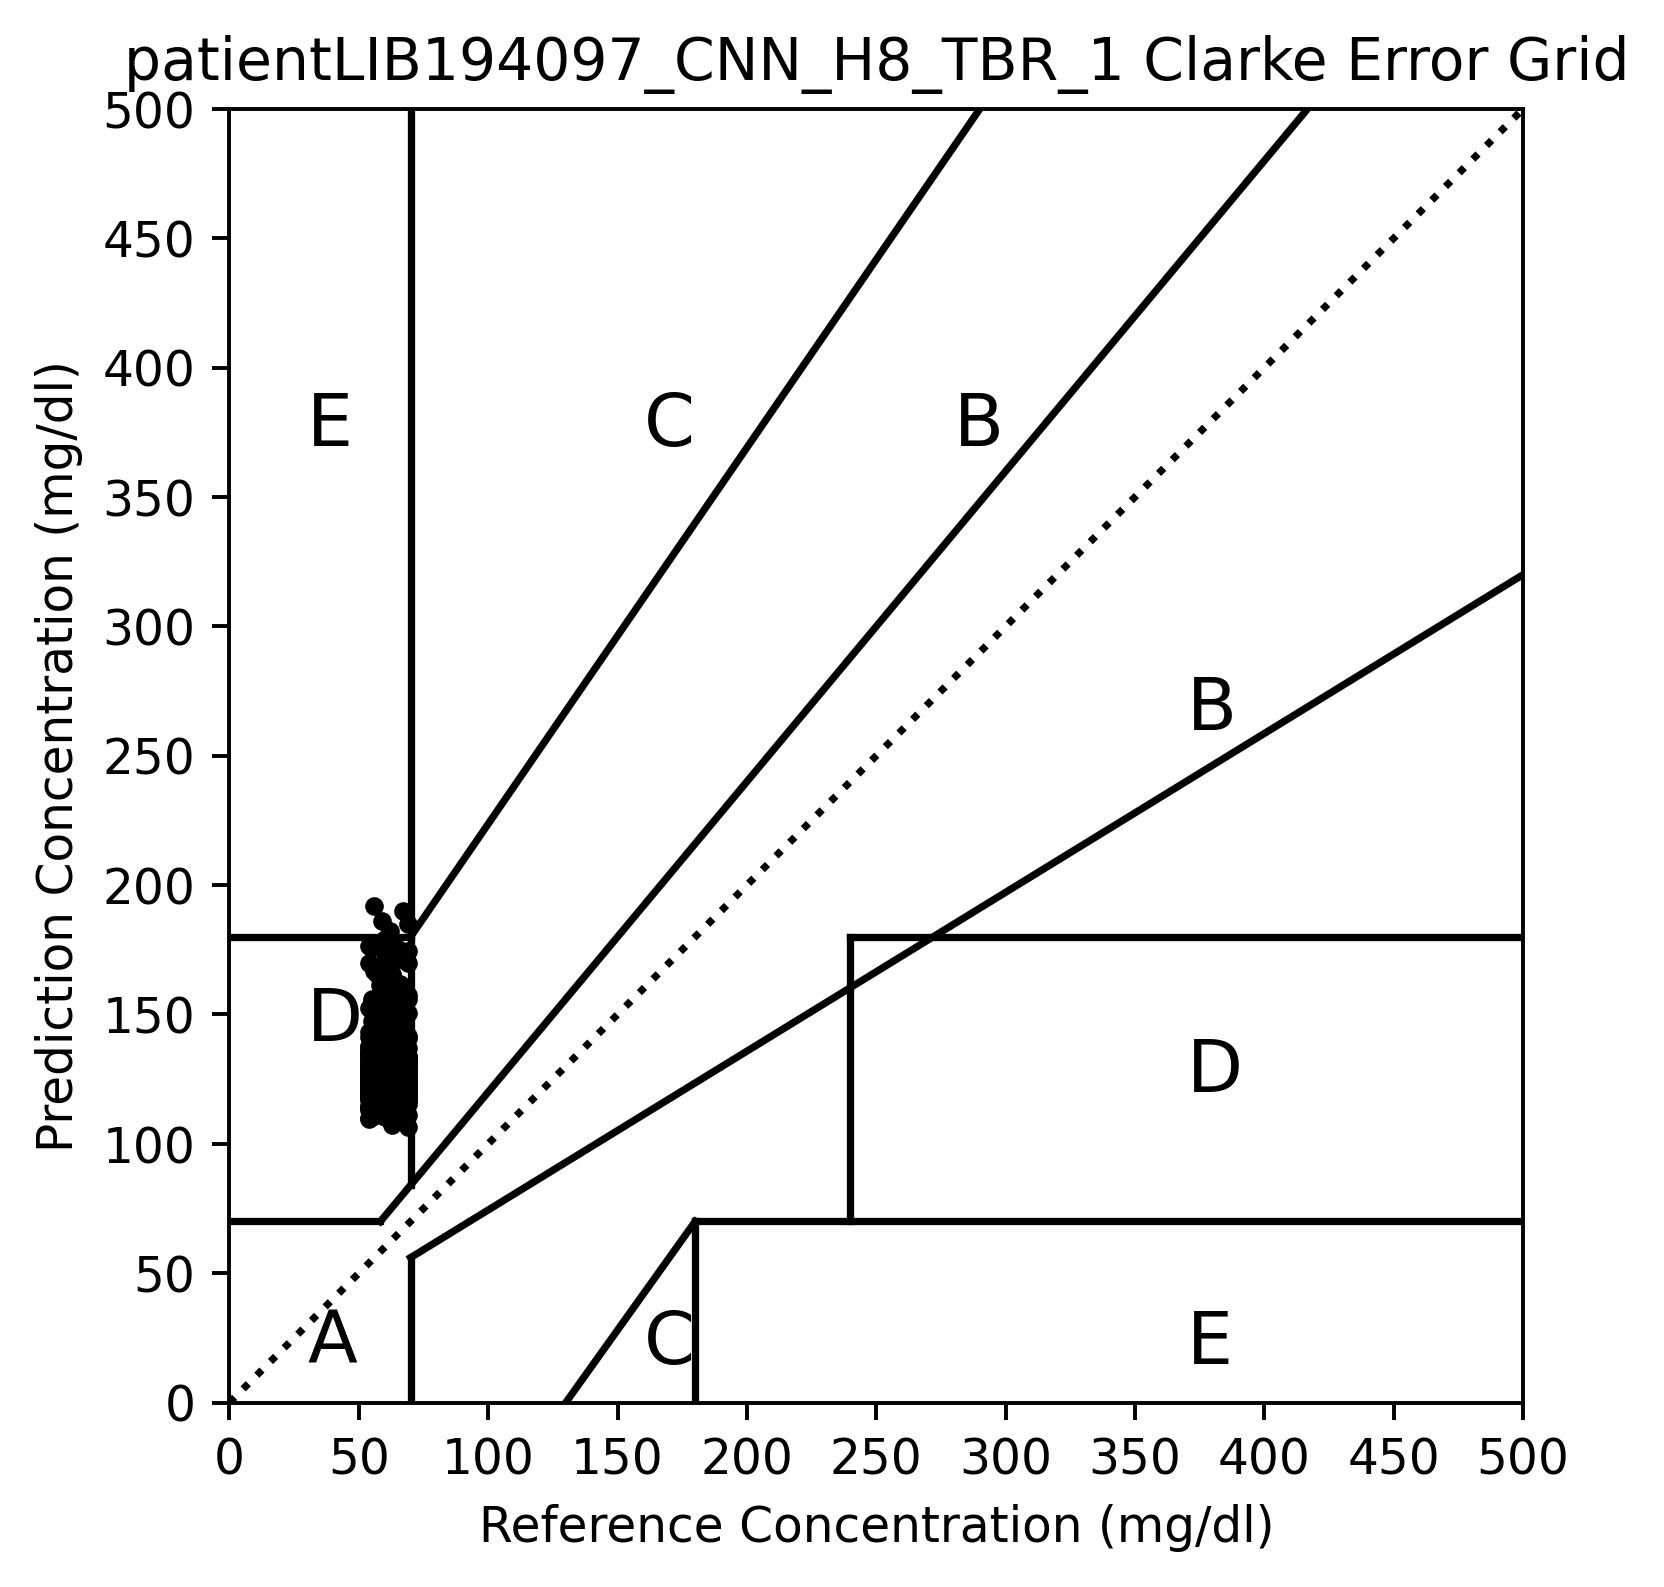 patientLIB194097_CNN_H8_TBR_1 Clarke Error Grid
500
450
400
350
300
250
200
150
100
50
0
Prediction Concentration (mg/dl)
E
C
B
B
D
D
A
C
E
0 50 100 150 200 250 300 350 400 450 500
Reference Concentration (mg/dl)